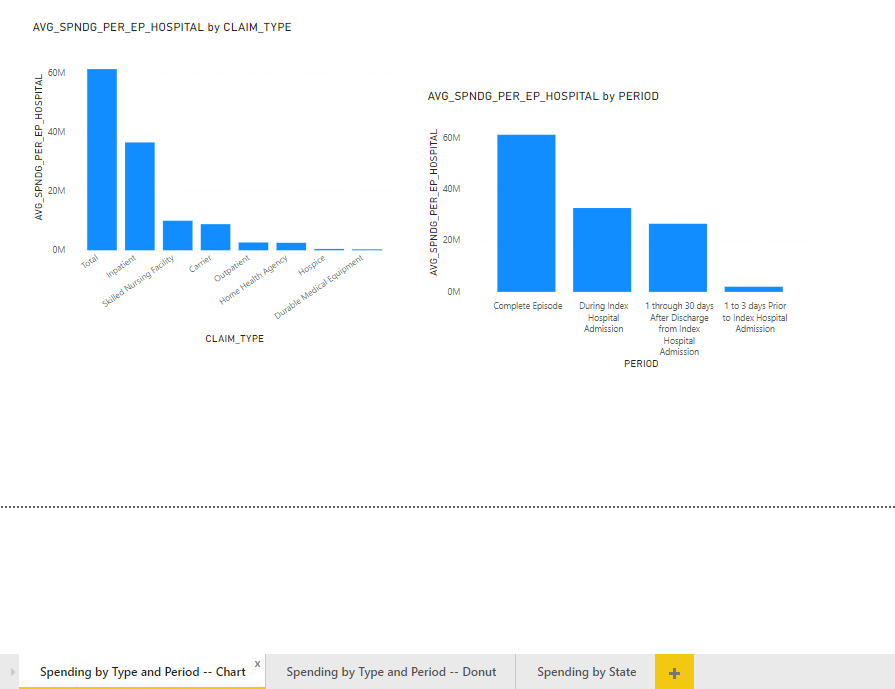 AVG_SPNDG_PER_EP_HOSPITAL by CLAIM_TYPE
AVG_SPNDG_PER_EP_HOSPITAL
60M
40M
20M
0M
Total
Inpatient
Skilled Nursing Facility
Carrier
Outpatient
Home Health Agency
Hospice
Durable Medical Equipment
CLAIM_TYPE
AVG_SPNDG_PER_EP_HOSPITAL by PERIOD
AVG_SPNDG_PER_EP_HOSPITAL
60M
40M
20M
0M
Complete Episode
During Index
Hospital
Admission
1 through 30 days
After Discharge
from Index
Hospital
Admission
1 to 3 days Prior
to Index Hospital
Admission
PERIOD
Spending by Type and Period -- Chart x
Spending by Type and Period -- Donut
Spending by State
+